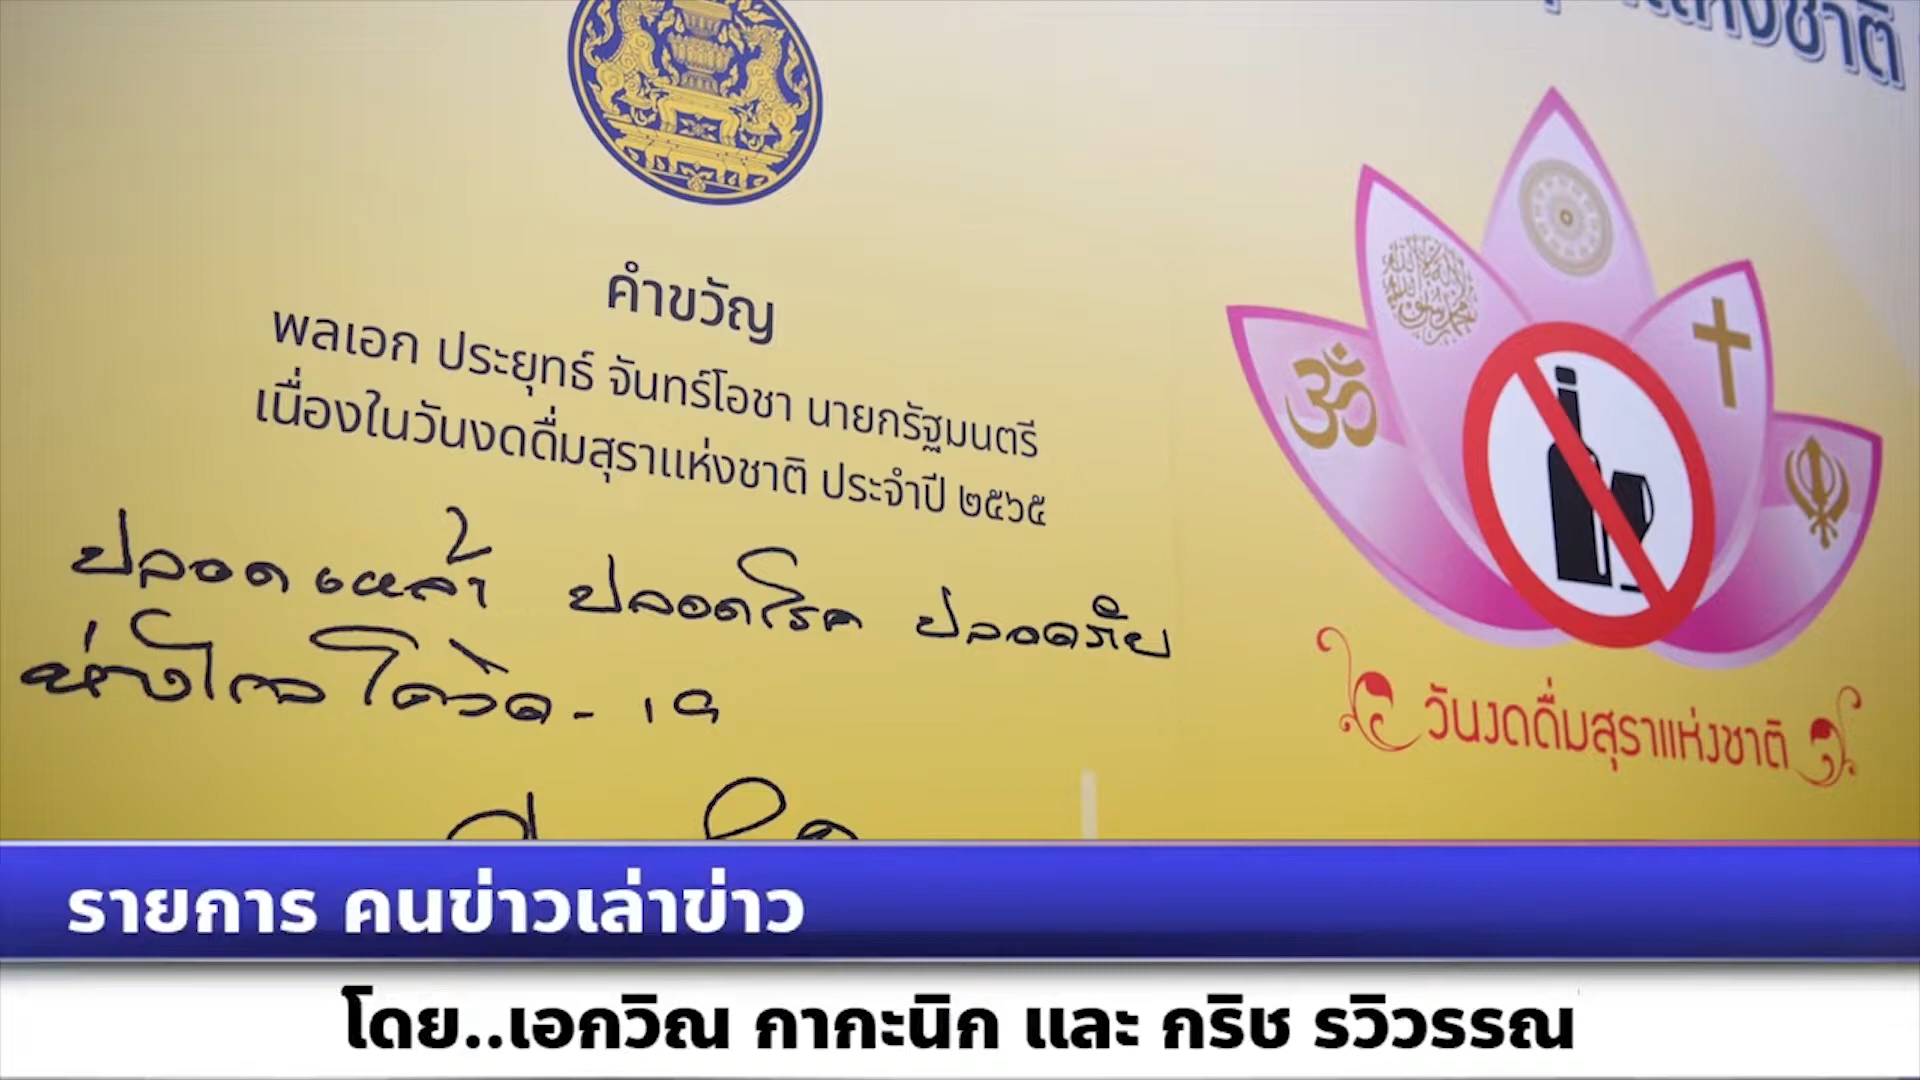 แห่งชาติ
คำขวัญ
พลเอก ประยุทธ์ จันทร์โอชา นายกรัฐมนตรี
เนื่องในวันงดดื่มสุราแห่งชาติ ประจำปี ๒๕๖๕
ปลอดเหล้า ปลอดโรค ปลอดภัย
ห่างไกลโควิด-19
วันงดดื่มสุราแห่งชาติ
รายการ คนข่าวเล่าข่าว
โดย..เอกวิณ กากะนิก และ กริช รวิวรรณ